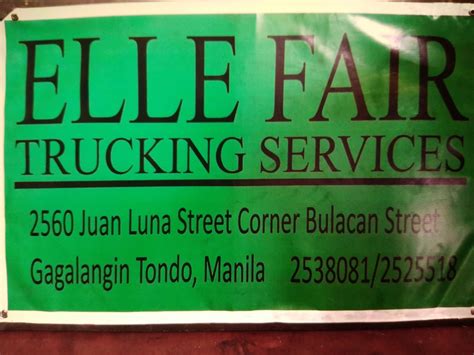 ELLE FAIR
TRUCKING SERVICES
2560 Juan Luna Street Corner Bulacan Street
Gagalangin Tondo, Manila 2538081/2525518